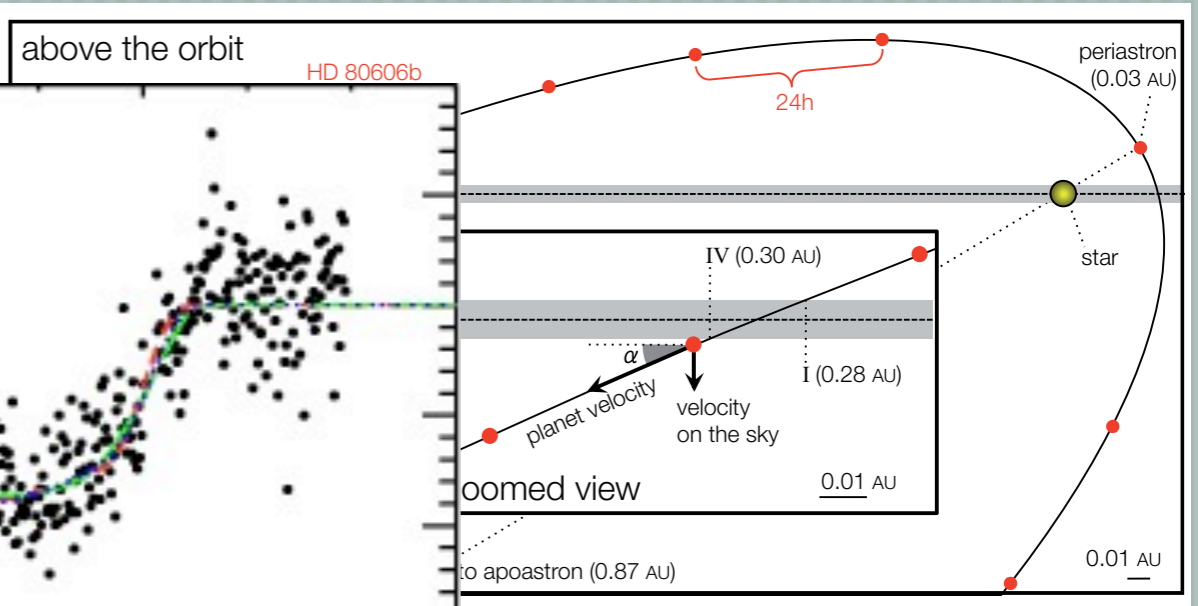 above the orbit
HD 80606b
24h
periastron
(0.03 AU)
star
IV (0.30 AU)
α
I (0.28 AU)
planet velocity
velocity
on the sky
0.01 AU
oomed view
to apoastron (0.87 AU)
0.01 AU